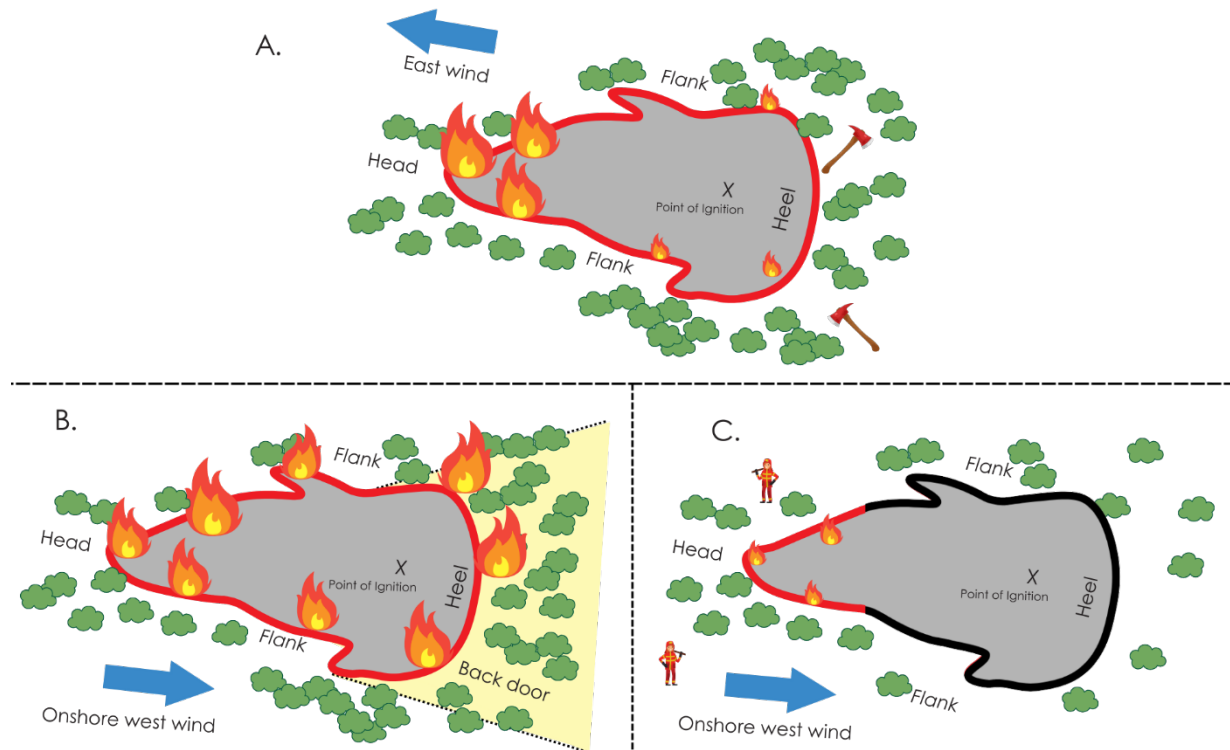 A.
East wind
Flank
Head
X
Point of Ignition
Heel
Flank
B.
Flank
Head
X
Point of Ignition
Heel
Flank
Back door
Onshore west wind
C.
Flank
Head
X
Point of Ignition
Heel
Flank
Onshore west wind